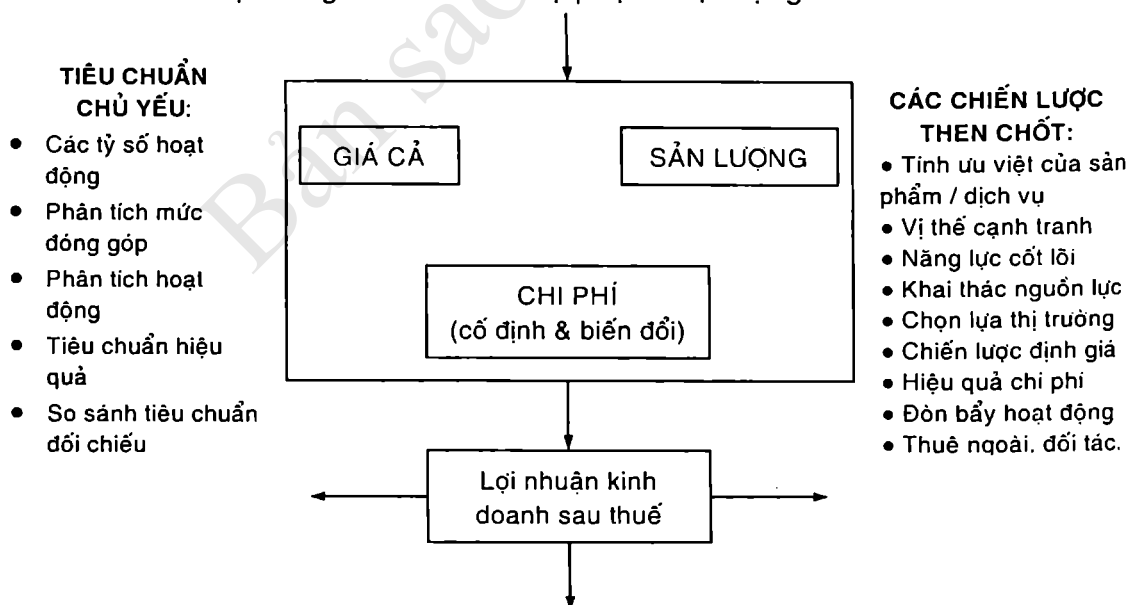 TIÊU CHUẨN
CHỦ YẾU:
• Các tỷ số hoạt
động
• Phân tích mức
đóng góp
• Phân tích hoạt
động
• Tiêu chuẩn hiệu
quả
• So sánh tiêu chuẩn
đối chiếu
GIÁ CẢ
SẢN LƯỢNG
CHI PHÍ
(cố định & biến đổi)
Lợi nhuận kinh
doanh sau thuế
CÁC CHIẾN LƯỢC
THEN CHỐT:
• Tính ưu việt của sản
phẩm / dịch vụ
• Vị thế cạnh tranh
• Năng lực cốt lõi
• Khai thác nguồn lực
• Chọn lựa thị trường
• Chiến lược định giá
• Hiệu quả chi phí
• Đòn bẩy hoạt động
• Thuê ngoài, đối tác.
Bản sao